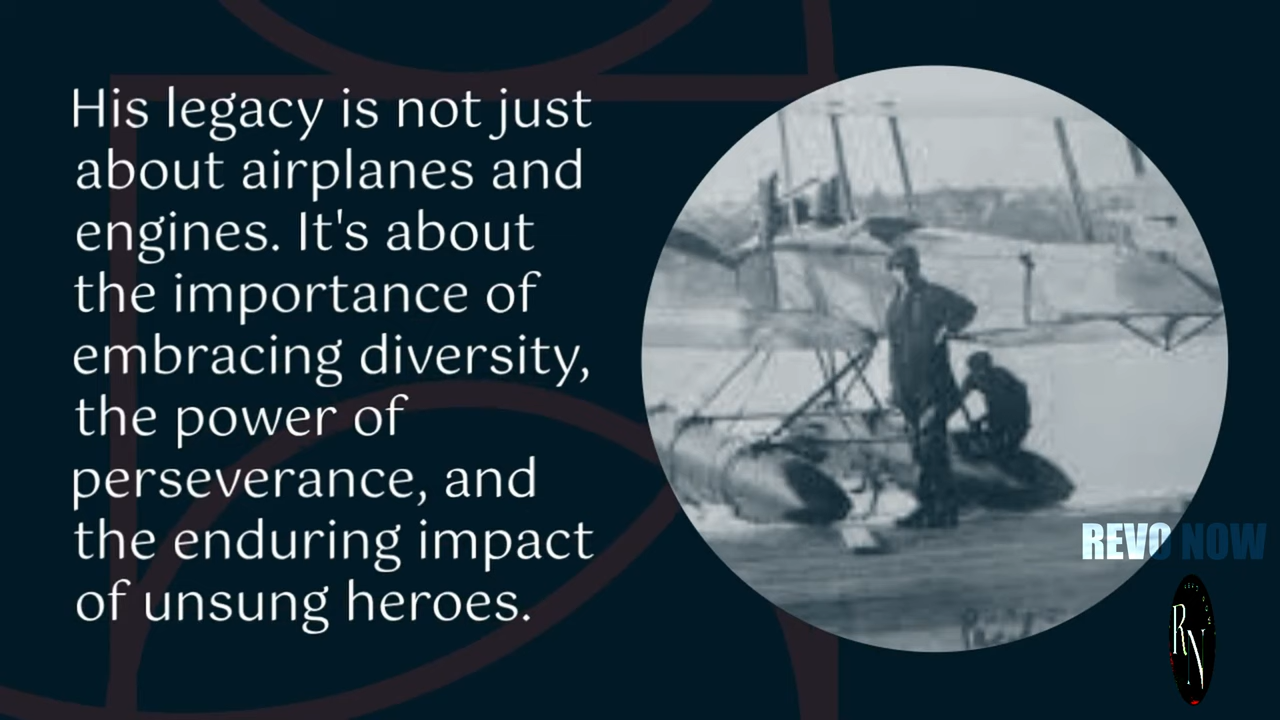 His legacy is not just
about airplanes and
engines. It's about
the importance of
embracing diversity,
the power of
perseverance, and
the enduring impact
of unsung heroes.
REVO NOW
RN